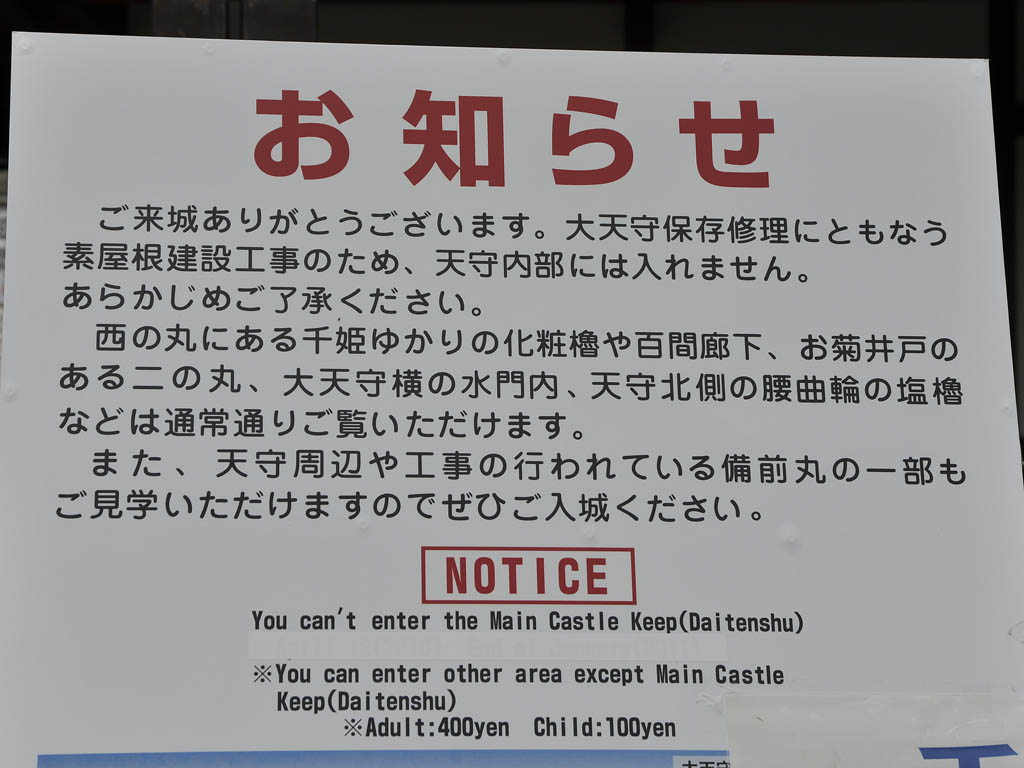 お知らせ
ご来城ありがとうございます。大天守保存修理にともなう
素屋根建設工事のため、天守内部には入れません。
あらかじめご了承ください。
西の丸にある千姫ゆかりの化粧櫓や百間廊下、お菊井戸の
ある二の丸、大天守横の水門内、天守北側の腰曲輪の塩櫓
などは通常通りご覧いただけます。
また、天守周辺や工事の行われている備前丸の一部も
ご見学いただけますのでぜひご入城ください。
NOTICE
You can't enter the Main Castle Keep(Daitenshu)
※You can enter other area except Main Castle
Keep(Daitenshu)
※Adult:400yen Child:100yen